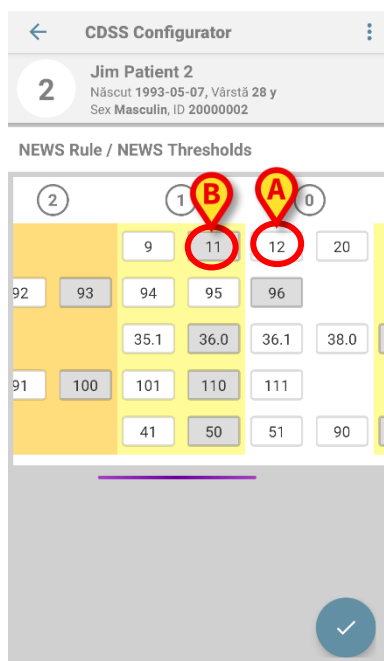 CDSS Configurator
2
Jim Patient 2
Născut 1993-05-07, Vârstă 28 y
Sex Masculin, ID 20000002
NEWS Rule / NEWS Thresholds
2 1 B A 0
9 11 12 20
92 93 94 95 96
35.1 36.0 36.1 38.0
91 100 101 110 111
41 50 51 90